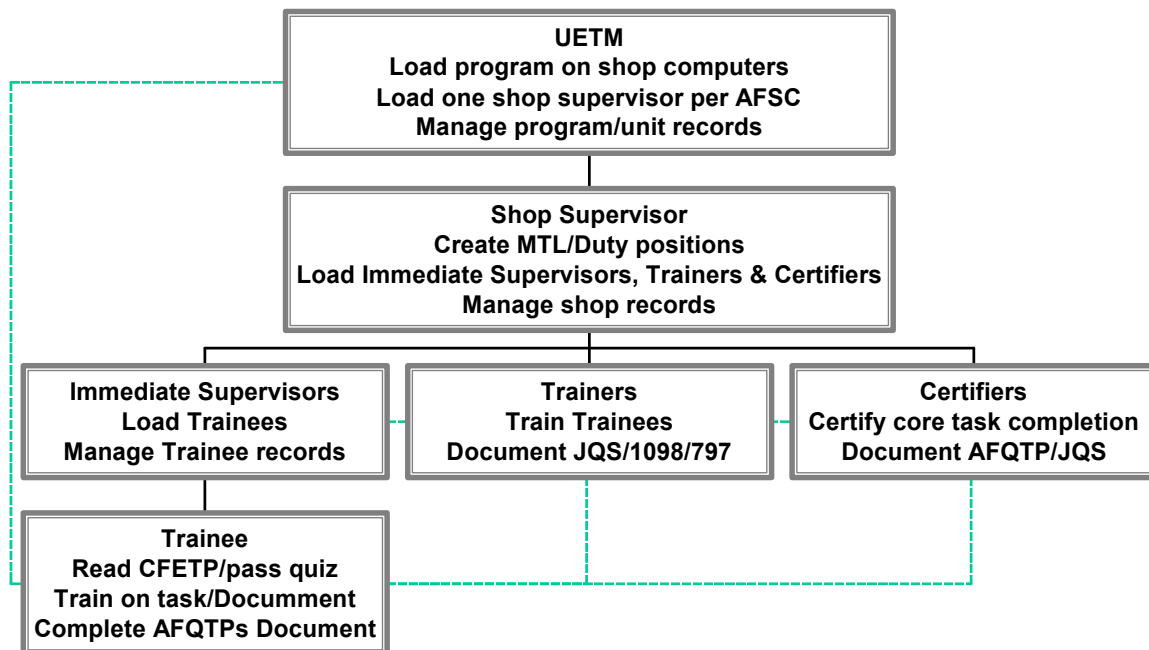 UETM
Load program on shop computers
Load one shop supervisor per AFSC
Manage program/unit records
Shop Supervisor
Create MTL/Duty positions
Load Immediate Supervisors, Trainers & Certifiers
Manage shop records
Immediate Supervisors
Load Trainees
Manage Trainee records
Trainers
Train Trainees
Document JQS/1098/797
Certifiers
Certify core task completion
Document AFQTP/JQS
Trainee
Read CFETP/pass quiz
Train on task/Documment
Complete AFQTPs Document